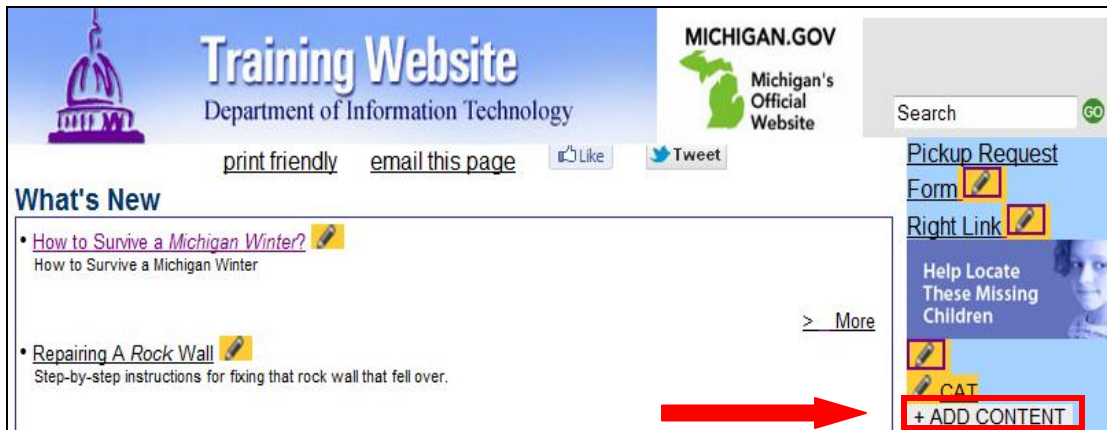 Training Website
Department of Information Technology
MICHIGAN.GOV
Michigan's
Official
Website
Search GO
print friendly email this page Like Tweet
What's New
• How to Survive a Michigan Winter?
How to Survive a Michigan Winter
> More
• Repairing A Rock Wall
Step-by-step instructions for fixing that rock wall that fell over.
Pickup Request
Form
Right Link
Help Locate
These Missing
Children
CAT
+ ADD CONTENT